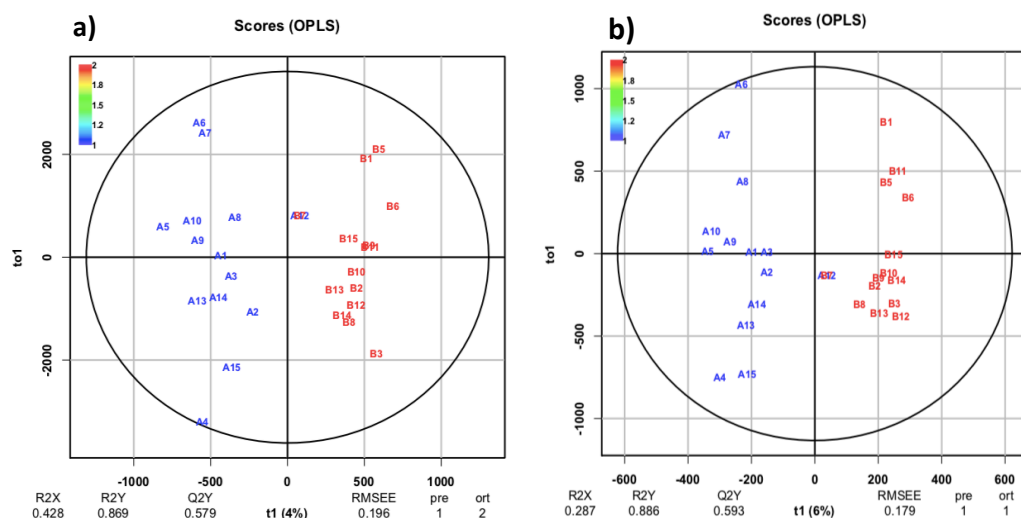 a)
Scores (OPLS)
2
1.8
1.5
1.2
1
to1
2000
0
-2000
A6
A7
B5
B1
B6
A10
A5
A8
A12
A9
B15
B11
A1
A3
B10
B13
B2
A13
A14
B12
A2
B14
B8
B3
A15
A4
-1000 -500 0 500 1000
R2X R2Y Q2Y RMSEE pre ort
0.428 0.869 0.579 t1 (4%) 0.196 1 2
b)
Scores (OPLS)
2
1.8
1.5
1.2
1
to1
1000
500
0
-500
-1000
A6
B1
A7
B11
A8
B5
B6
A10
A9
A5
A1
B10
A12
B14
B2
A14
B8
B3
B13
B12
A13
A4
A15
-600 -400 -200 0 200 400 600
R2X R2Y Q2Y RMSEE pre ort
0.287 0.886 0.593 t1 (6%) 0.179 1 1